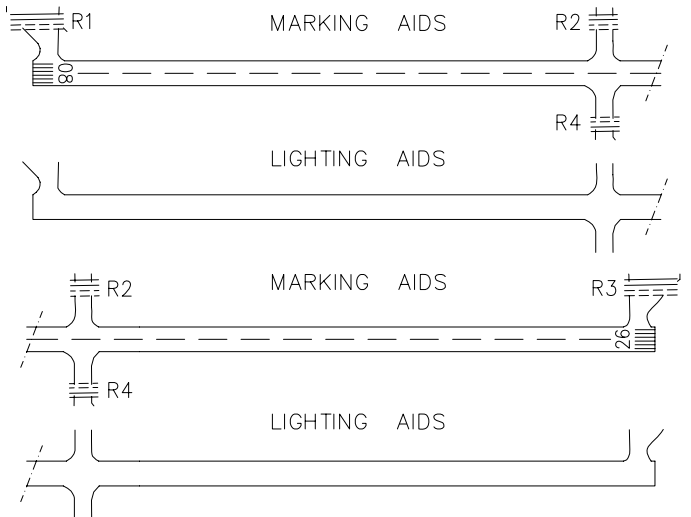 R1 MARKING AIDS R2
08
R4
LIGHTING AIDS
R2 MARKING AIDS R3
26
R4
LIGHTING AIDS